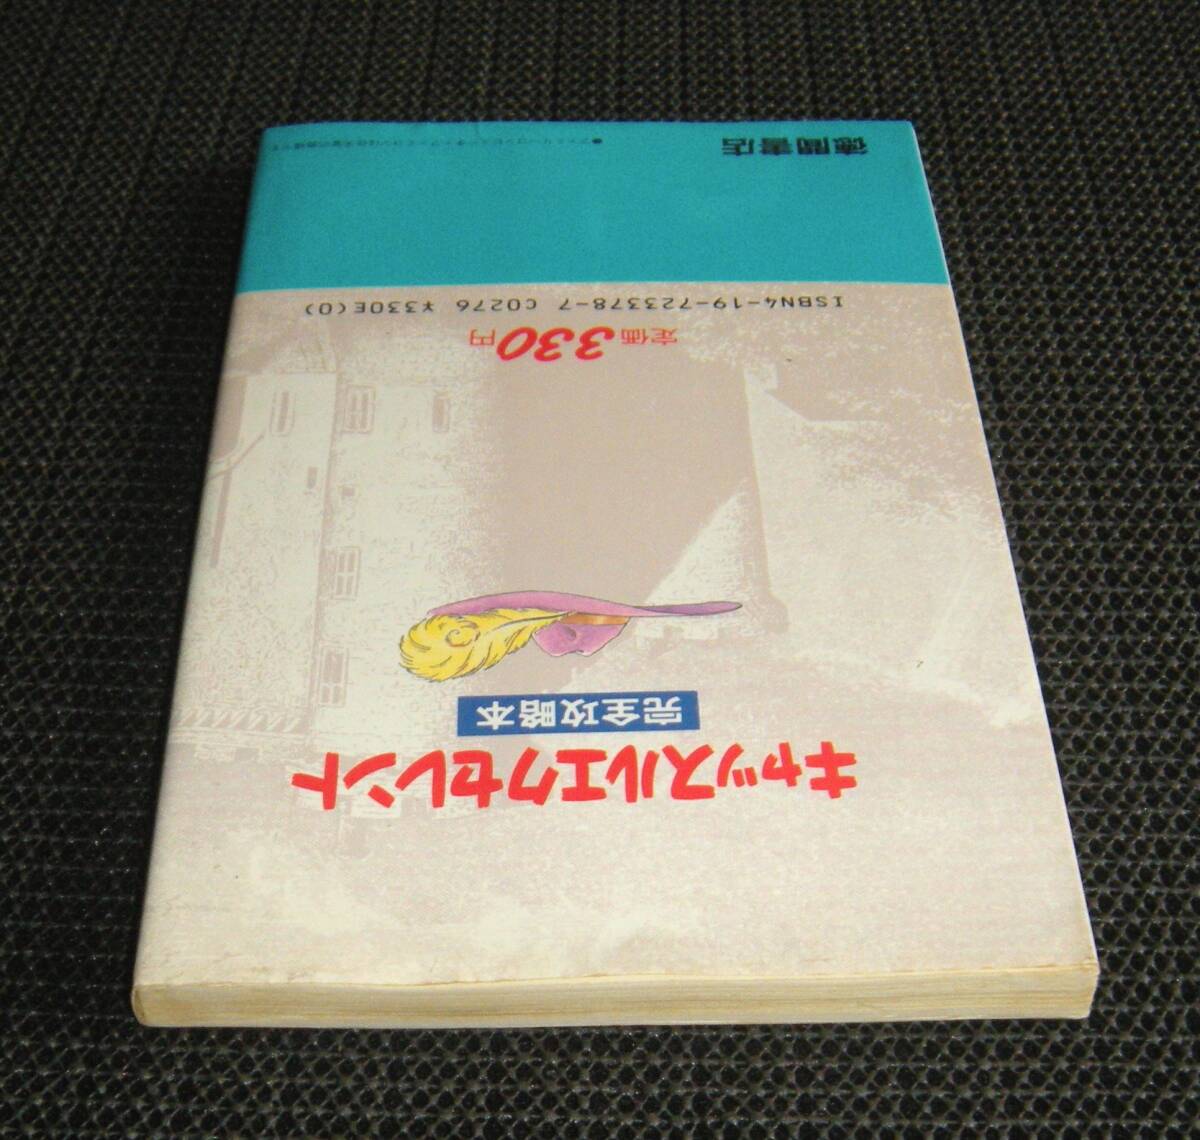 キャッスルエクセレント
完全攻略本
定価330円
ISBN4-19-723378-7 C0276 ¥330E(0)
徳間書店